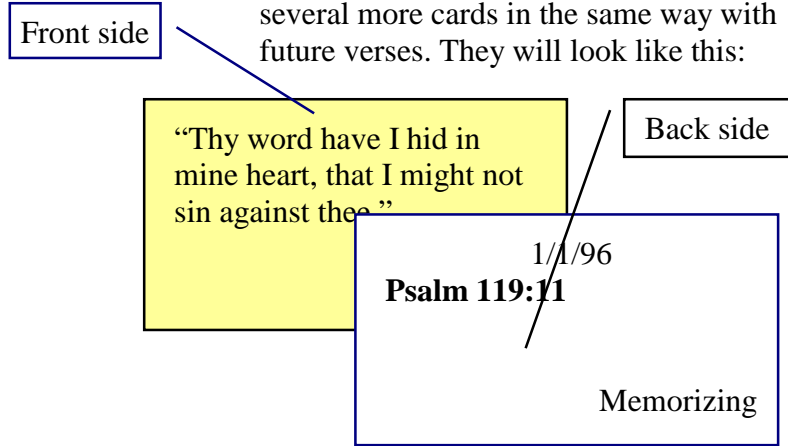 several more cards in the same way with
Front side
future verses. They will look like this:
“Thy word have I hid in
mine heart, that I might not
sin against thee.”
Back side
1/1/96
Psalm 119:11
Memorizing